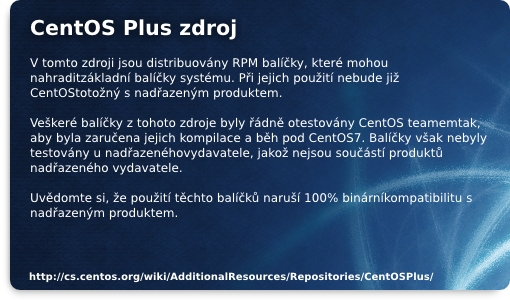 CentOS Plus zdroj
V tomto zdroji jsou distribuovány RPM balíčky, které mohou
nahraditzákladní balíčky systému. Při jejich použití nebude již
CentOStotožný s nadřazeným produktem.
Veškeré balíčky z tohoto zdroje byly řádně otestovány CentOS teamemtak,
aby byla zaručena jejich kompilace a běh pod CentOS7. Balíčky však nebyly
testovány u nadřazenéhovydavatele, jakož nejsou součástí produktů
nadřazeného vydavatele.
Uvědomte si, že použití těchto balíčků naruší 100% binárníkompatibilitu s
nadřazeným produktem.
http://cs.centos.org/wiki/AdditionalResources/Repositories/CentOSPlus/